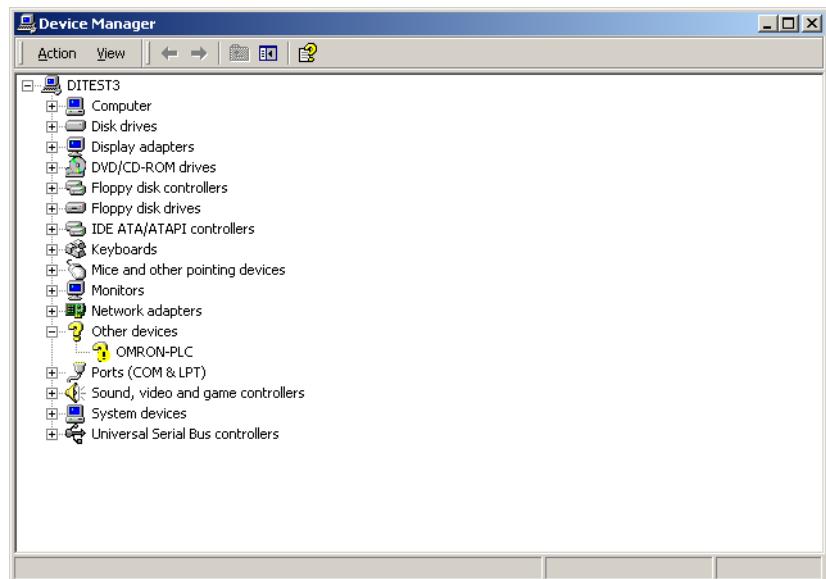 Device Manager
Action View
DITEST3
Computer
Disk drives
Display adapters
DVD/CD-ROM drives
Floppy disk controllers
Floppy disk drives
IDE ATA/ATAPI controllers
Keyboards
Mice and other pointing devices
Monitors
Network adapters
Other devices
OMRON-PLC
Ports (COM & LPT)
Sound, video and game controllers
System devices
Universal Serial Bus controllers